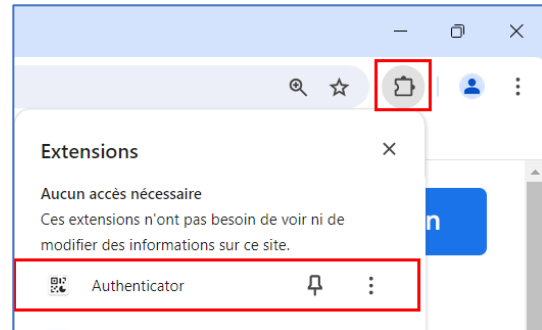 Extensions
Aucun accès nécessaire
Ces extensions n'ont pas besoin de voir ni de
modifier des informations sur ce site.
n
Authenticator